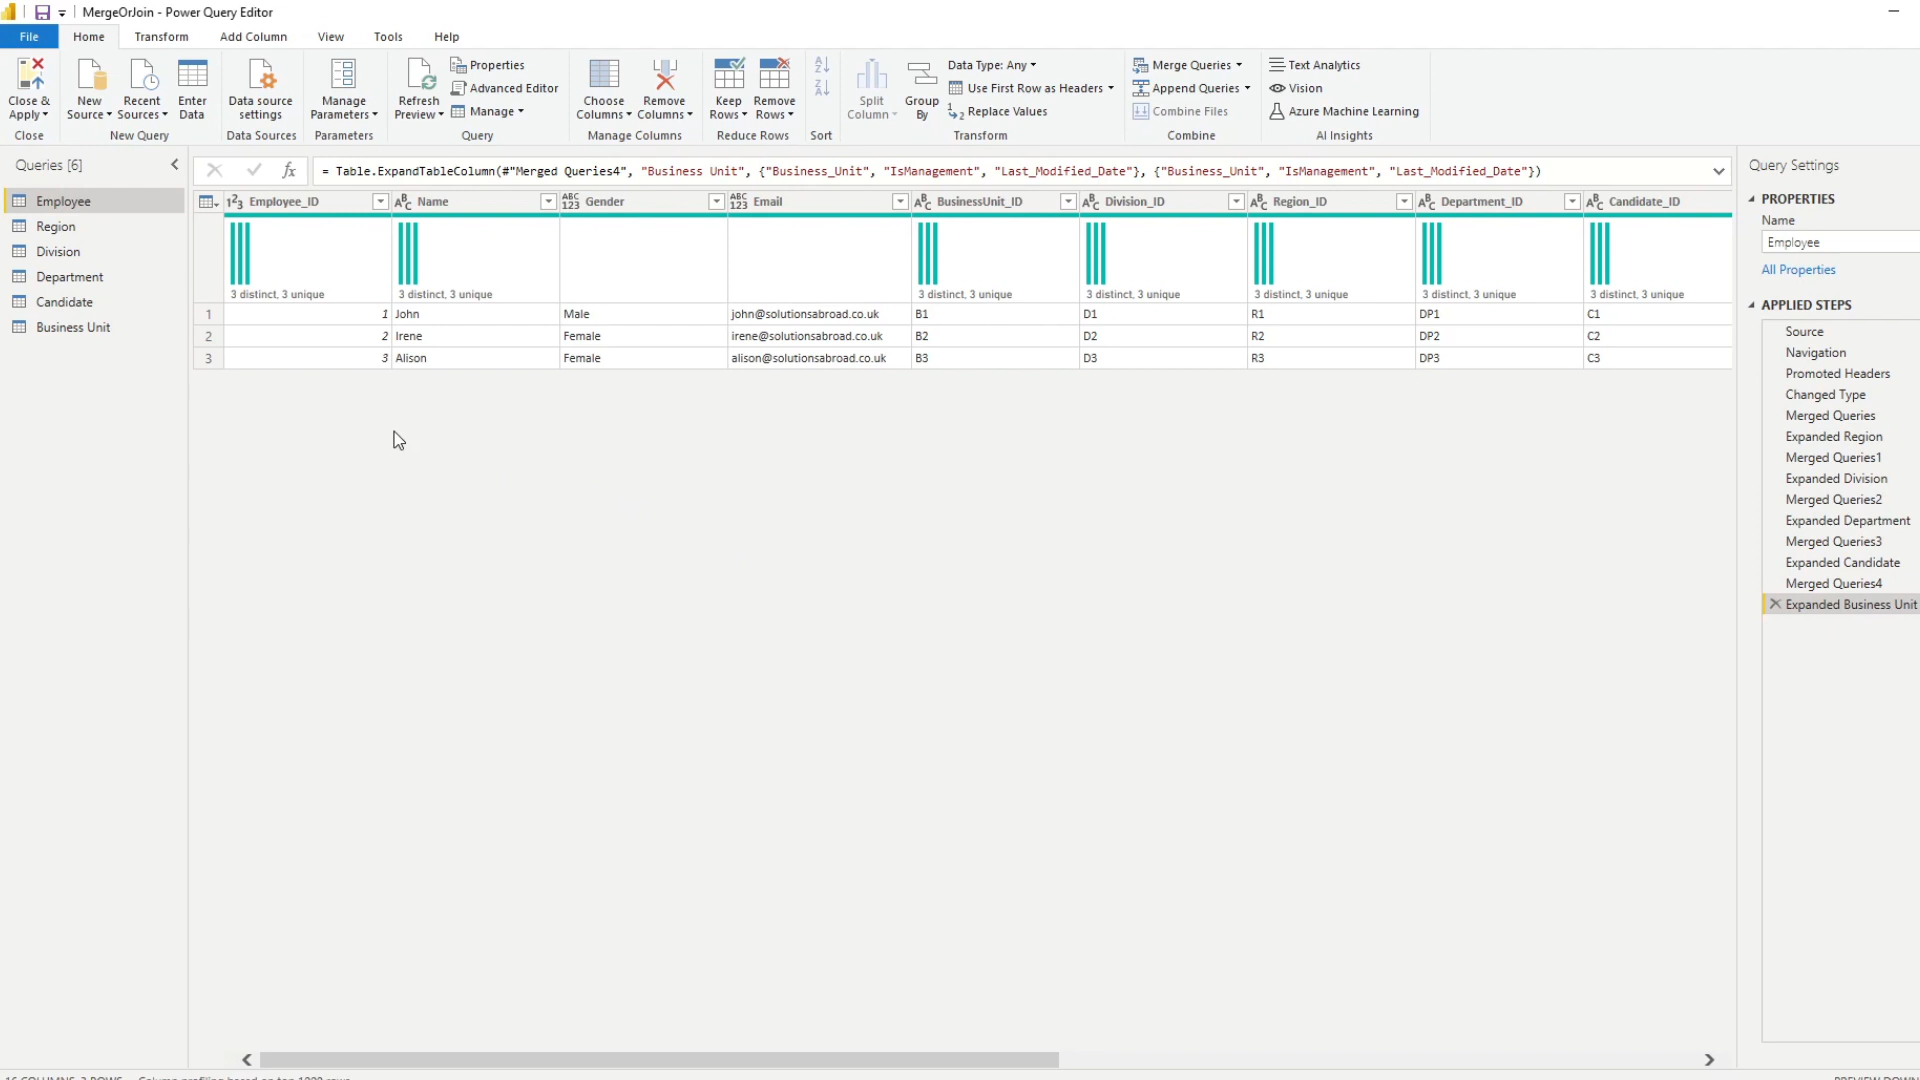 MergeOrJoin - Power Query Editor
File Home Transform Add Column View Tools Help
Close & Apply
Close
New Source
Recent Sources
Enter Data
New Query
Data source settings
Data Sources
Manage Parameters
Parameters
Refresh Preview
Properties
Advanced Editor
Manage
Query
Choose Columns
Remove Columns
Manage Columns
Keep Rows
Remove Rows
Reduce Rows
Sort
Split Column
Group By
Data Type: Any
Use First Row as Headers
Replace Values
Transform
Merge Queries
Append Queries
Combine Files
Combine
Text Analytics
Vision
Azure Machine Learning
AI Insights
Queries [6]
Employee
Region
Division
Department
Candidate
Business Unit
= Table.ExpandTableColumn(#"Merged Queries4", "Business Unit", {"Business_Unit", "IsManagement", "Last_Modified_Date"}, {"Business_Unit", "IsManagement", "Last_Modified_Date"})
Employee_ID Name Gender Email BusinessUnit_ID Division_ID Region_ID Department_ID Candidate_ID
3 distinct, 3 unique 3 distinct, 3 unique 3 distinct, 3 unique 3 distinct, 3 unique 3 distinct, 3 unique 3 distinct, 3 unique 3 distinct, 3 unique
1 1 John Male john@solutionsabroad.co.uk B1 D1 R1 DP1 C1
2 2 Irene Female irene@solutionsabroad.co.uk B2 D2 R2 DP2 C2
3 3 Alison Female alison@solutionsabroad.co.uk B3 D3 R3 DP3 C3
Query Settings
PROPERTIES
Name
Employee
All Properties
APPLIED STEPS
Source
Navigation
Promoted Headers
Changed Type
Merged Queries
Expanded Region
Merged Queries1
Expanded Division
Merged Queries2
Expanded Department
Merged Queries3
Expanded Candidate
Merged Queries4
Expanded Business Unit